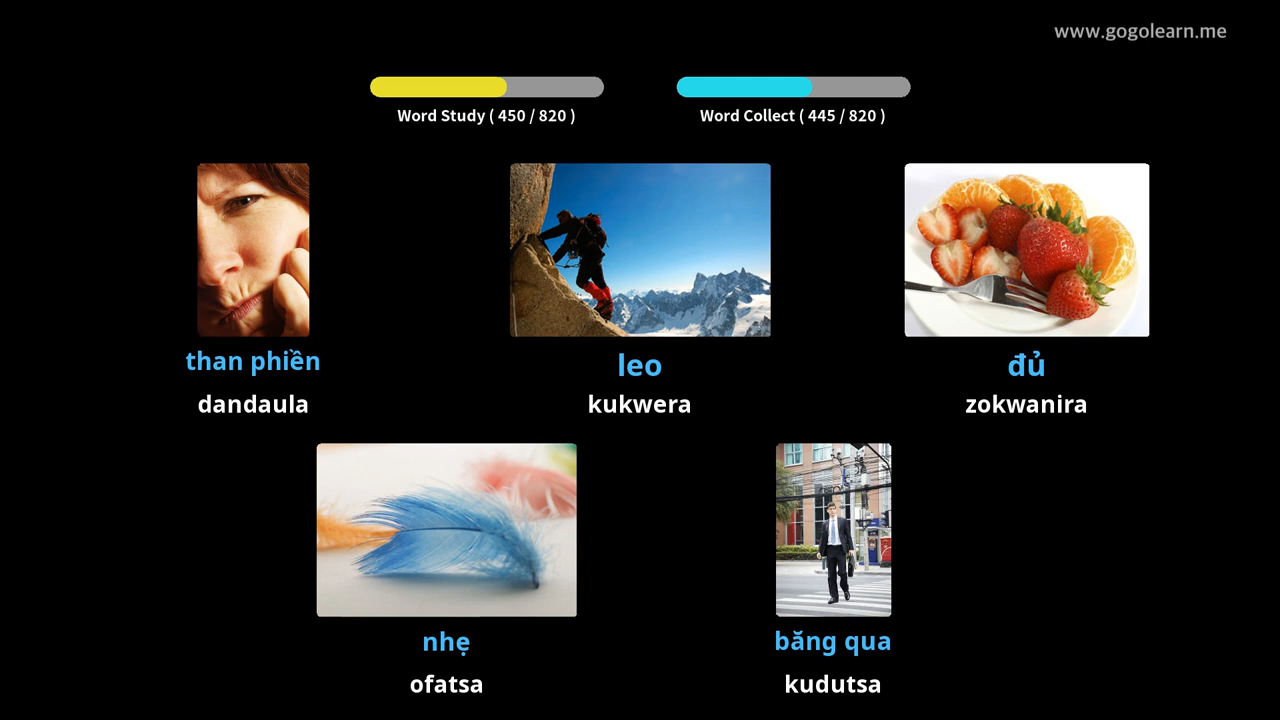 www.gogolearn.me
Word Study ( 450 / 820 )
Word Collect ( 445 / 820 )
than phiền
dandaula
leo
kukwera
đủ
zokwanira
nhẹ
ofatsa
băng qua
kudutsa